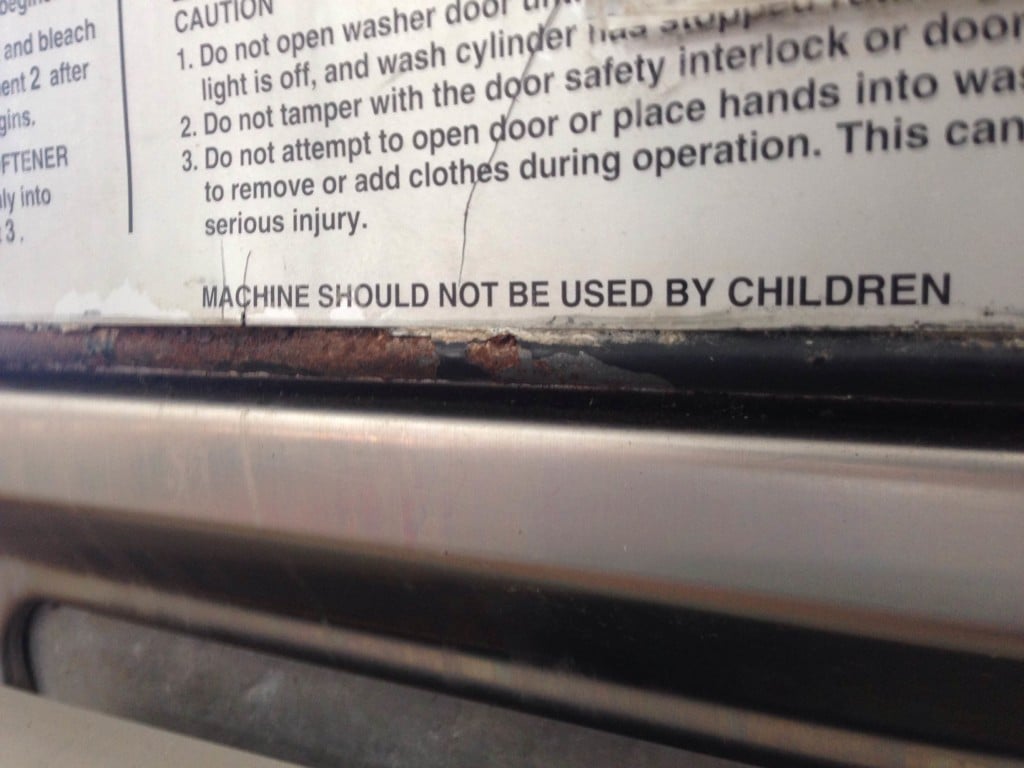 and bleach
ent 2 after
gins.
FTENER
ly into
3.
CAUTION
1. Do not open washer door
light is off, and wash cylinder has stopped
2. Do not tamper with the door safety interlock or door
3. Do not attempt to open door or place hands into was
to remove or add clothes during operation. This can
serious injury.
MACHINE SHOULD NOT BE USED BY CHILDREN